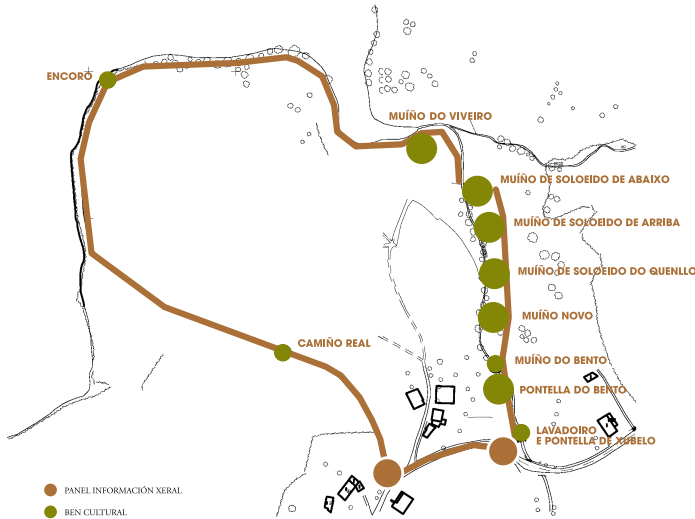 ENCORO
MUÍÑO DO VIVEIRO
MUÍÑO DE SOLOEIDO DE ABAIXO
MUÍÑO DE SOLOEIDO DE ARRIBA
MUÍÑO DE SOLOEIDO DO QUENLLO
MUÍÑO NOVO
CAMIÑO REAL
MUÍÑO DO BENTO
PONTELLA DO BENTO
LAVADOIRO
E PONTELLA DE XUBELO
PANEL INFORMACIÓN XERAL
BEN CULTURAL